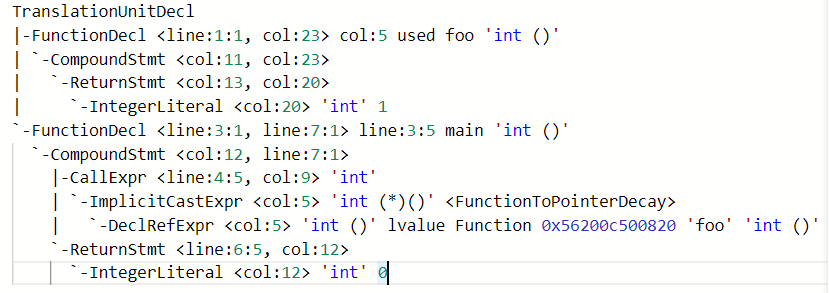 TranslationUnitDecl
|-FunctionDecl <line:1:1, col:23> col:5 used foo 'int ()'
| `-CompoundStmt <col:11, col:23>
|   `-ReturnStmt <col:13, col:20>
|     `-IntegerLiteral <col:20> 'int' 1
`-FunctionDecl <line:3:1, line:7:1> line:3:5 main 'int ()'
  `-CompoundStmt <col:12, line:7:1>
    |-CallExpr <line:4:5, col:9> 'int'
    | `-ImplicitCastExpr <col:5> 'int (*)()' <FunctionToPointerDecay>
    |   `-DeclRefExpr <col:5> 'int ()' lvalue Function 0x56200c500820 'foo' 'int ()'
    `-ReturnStmt <line:6:5, col:12>
      `-IntegerLiteral <col:12> 'int' 0